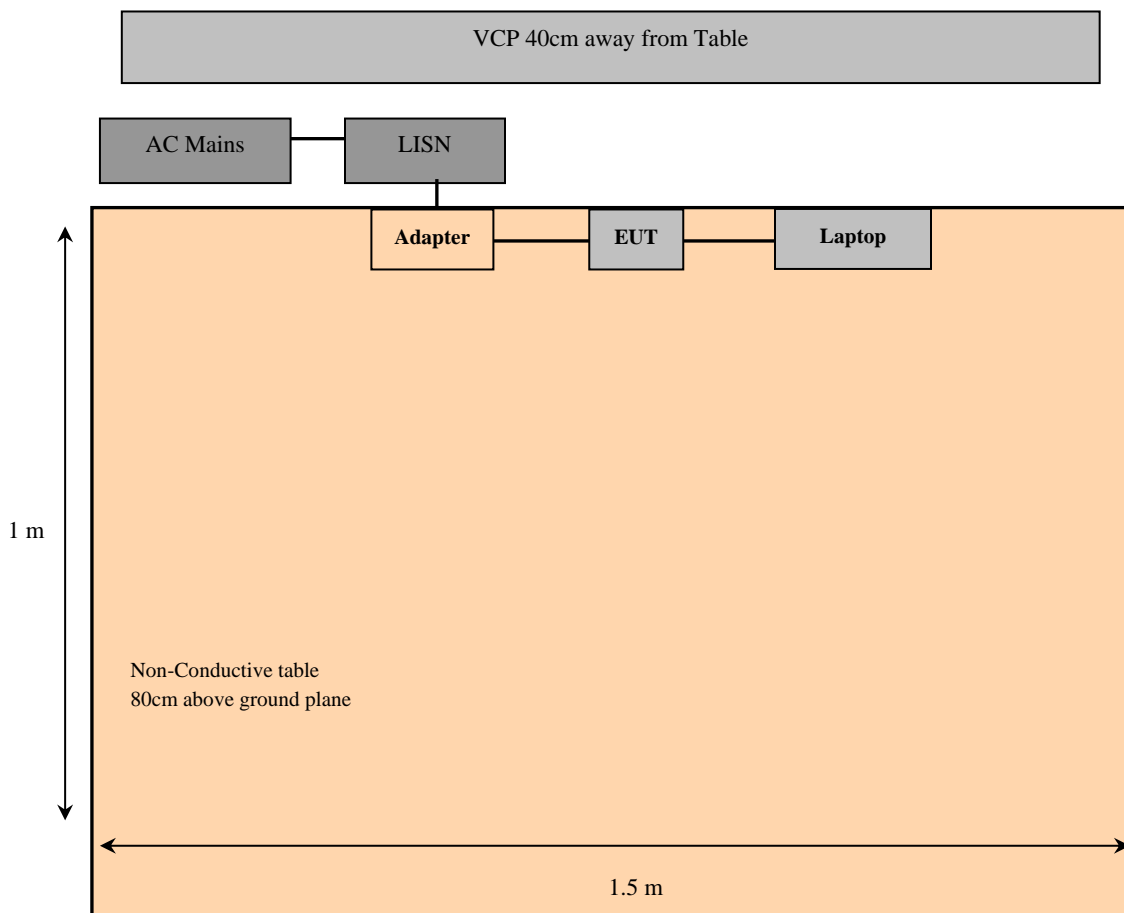 VCP 40cm away from Table
AC Mains
LISN
Adapter
EUT
Laptop
1 m
Non-Conductive table
80cm above ground plane
1.5 m